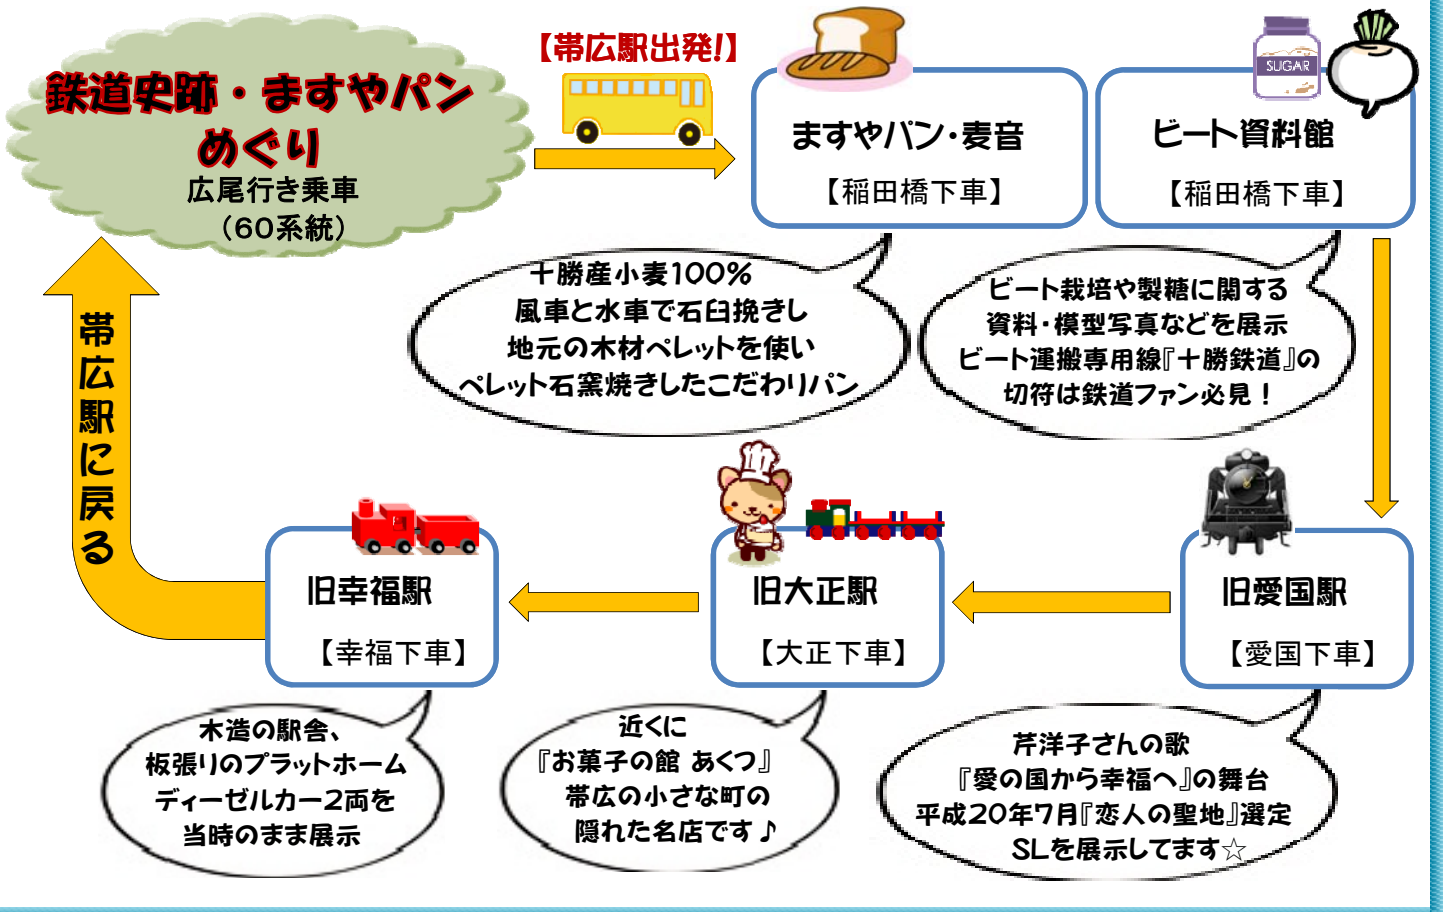 鉄道史跡・ますやパン
めぐり
広尾行き乗車
(60系統)
【帯広駅出発!】
ますやパン・麦音
【稲田橋下車】
SUGAR
ビート資料館
【稲田橋下車】
十勝産小麦100%
風車と水車で石臼挽きし
地元の木材ペレットを使い
ペレット石窯焼きしたこだわりパン
ビート栽培や製糖に関する
資料・模型写真などを展示
ビート運搬専用線『十勝鉄道』の
切符は鉄道ファン必見!
旧愛国駅
【愛国下車】
芹洋子さんの歌
『愛の国から幸福へ』の舞台
平成20年7月『恋人の聖地』選定
SLを展示してます☆
旧大正駅
【大正下車】
近くに
『お菓子の館 あくつ』
帯広の小さな町の
隠れた名店です♪
旧幸福駅
【幸福下車】
木造の駅舎、
板張りのプラットホーム
ディーゼルカー2両を
当時のまま展示
帯広駅に戻る